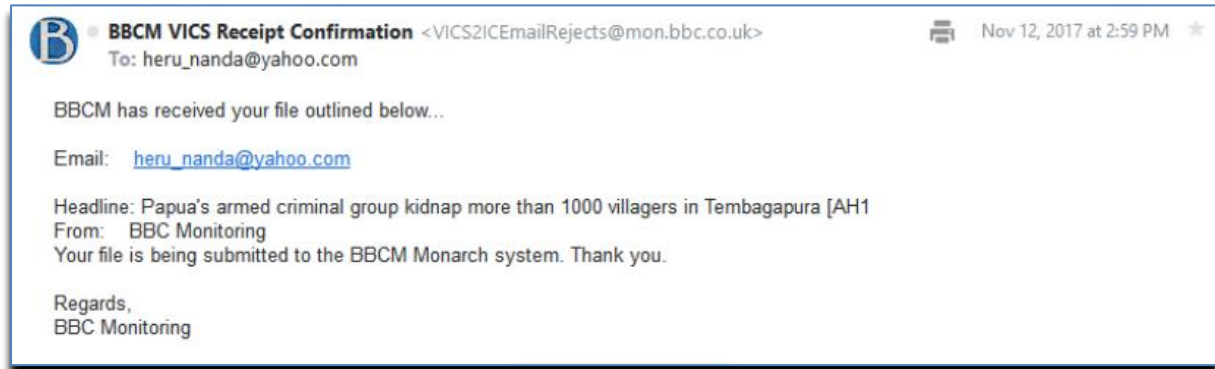 B
BBCM VICS Receipt Confirmation <VICS2ICEmailRejects@mon.bbc.co.uk> Nov 12, 2017 at 2:59 PM
To: heru_nanda@yahoo.com
BBCM has received your file outlined below...
Email: heru_nanda@yahoo.com
Headline: Papua's armed criminal group kidnap more than 1000 villagers in Tembagapura [AH1
From: BBC Monitoring
Your file is being submitted to the BBCM Monarch system. Thank you.
Regards,
BBC Monitoring